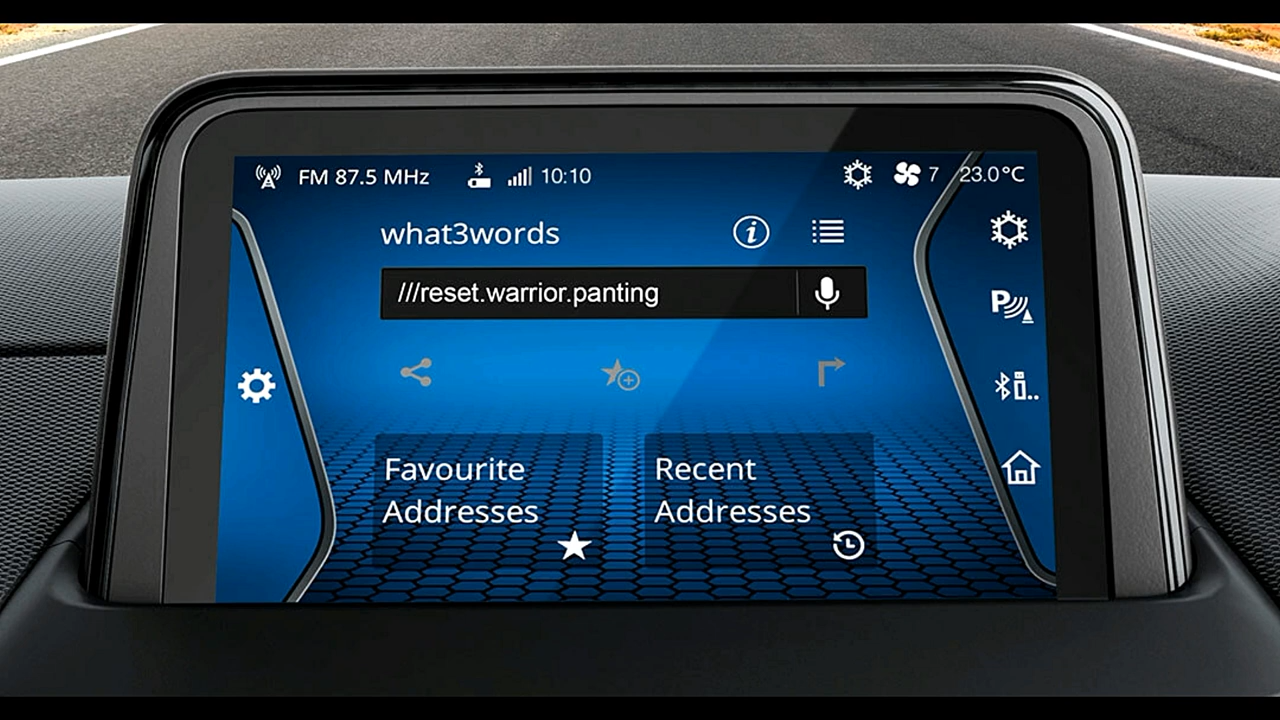 FM 87.5 MHz 10:10 7 23.0°C
what3words
///reset.warrior.panting
P
Favourite Addresses
Recent Addresses